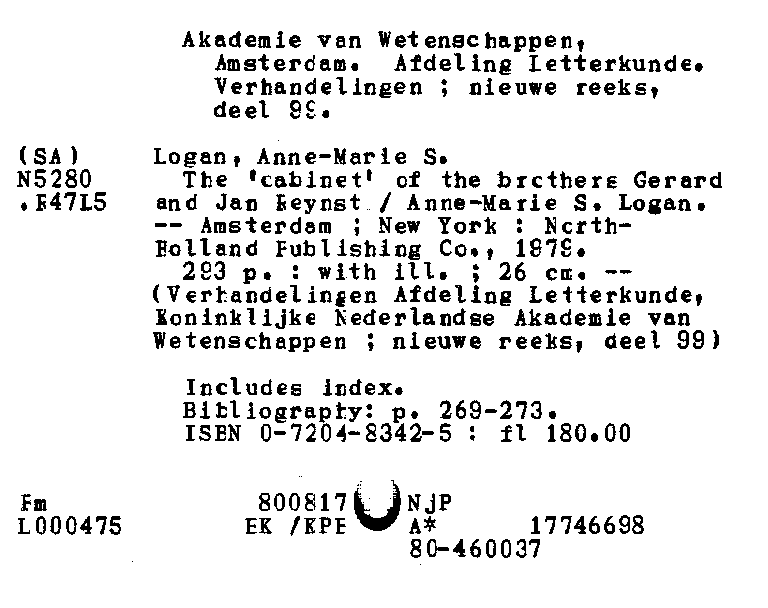 Akademie van Wetenschappen,
Amsterdam. Afdeling Letterkunde.
Verhandelingen ; nieuwe reeks,
deel 99.
(SA) Logan, Anne-Marie S.
N5280 The 'cabinet' of the brothers Gerard
.R47L5 and Jan Reynst / Anne-Marie S. Logan.
-- Amsterdam ; New York : North-
Holland Publishing Co., 1979.
293 p. : with ill. ; 26 cm. --
(Verhandelingen Afdeling Letterkunde,
Koninklijke Nederlandse Akademie van
Wetenschappen ; nieuwe reeks, deel 99)
Includes index.
Bibliography: p. 269-273.
ISBN 0-7204-8342-5 : fl 180.00
Fm 800817 NjP
L000475 EK /KPE A* 17746698
80-460037